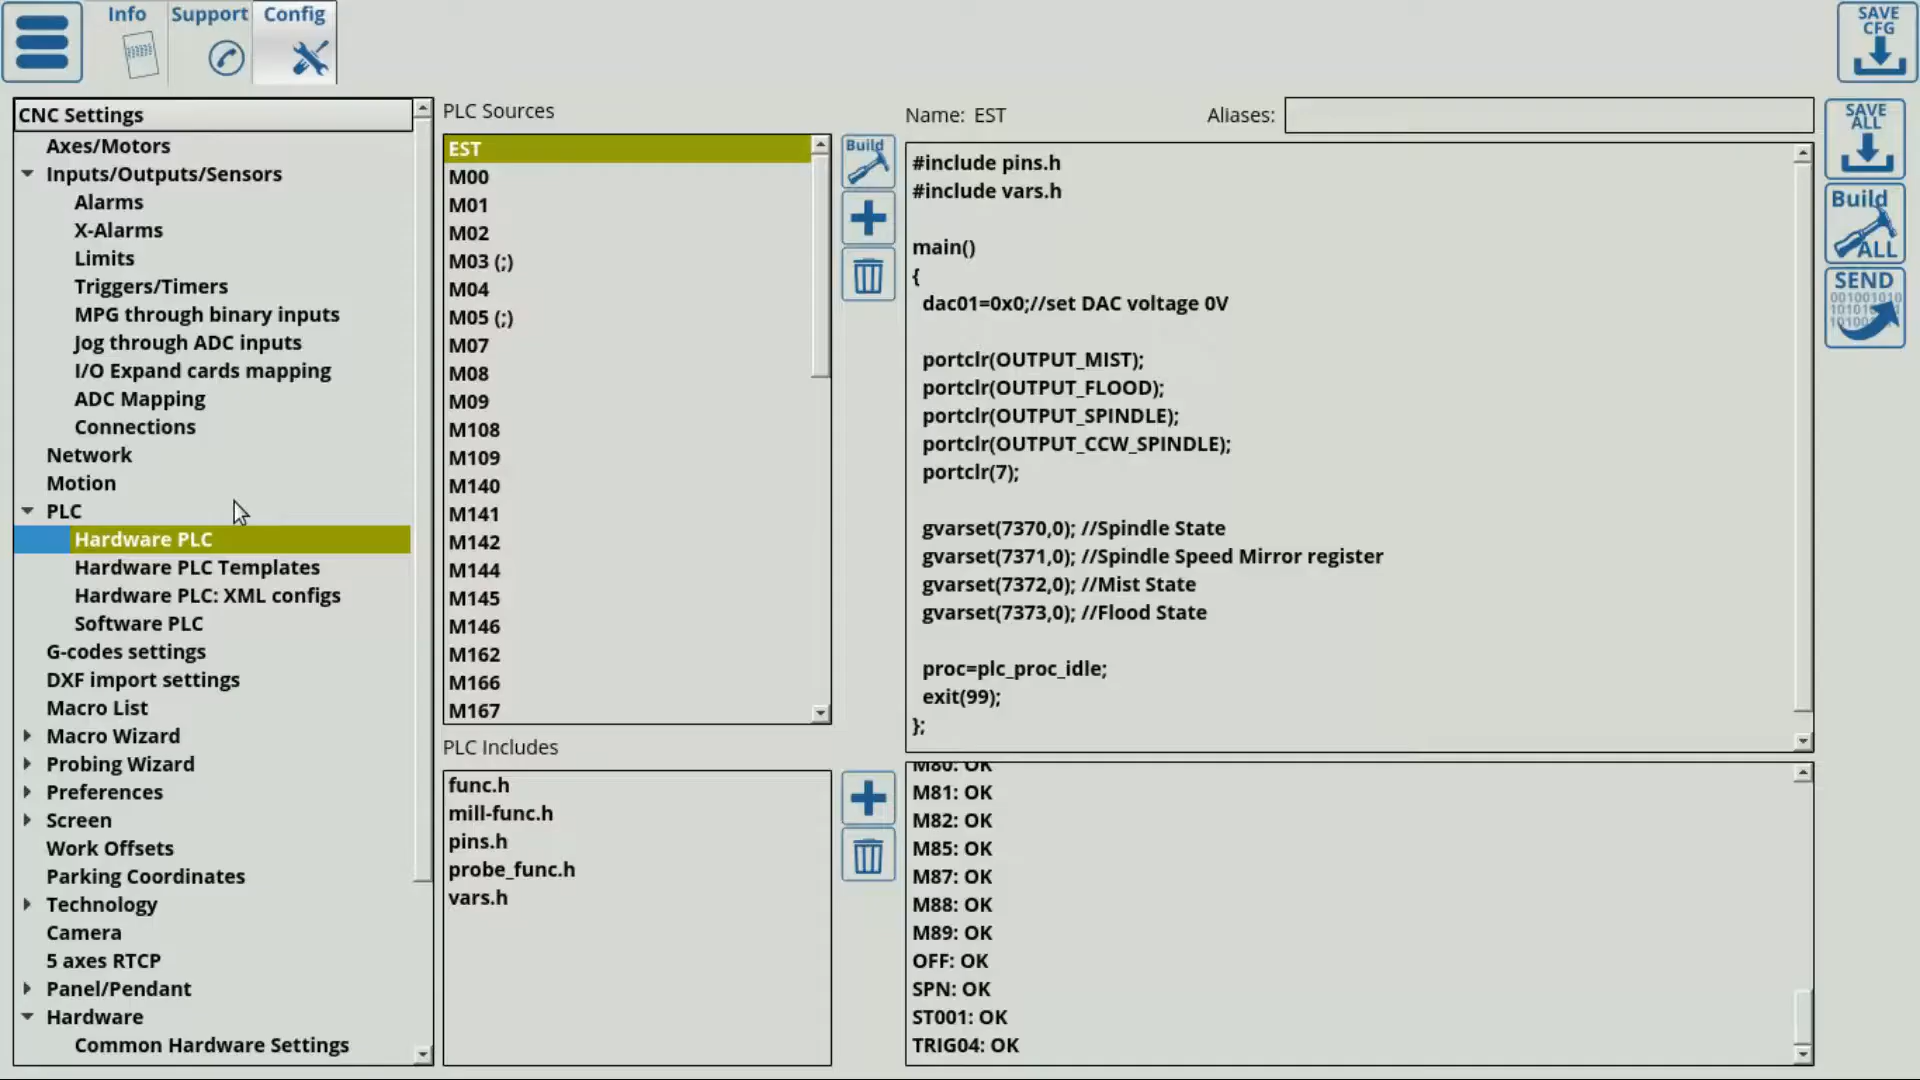 Info
Support
Config
SAVE
CFG
CNC Settings
Axes/Motors
Inputs/Outputs/Sensors
Alarms
X-Alarms
Limits
Triggers/Timers
MPG through binary inputs
Jog through ADC inputs
I/O Expand cards mapping
ADC Mapping
Connections
Network
Motion
PLC
Hardware PLC
Hardware PLC Templates
Hardware PLC: XML configs
Software PLC
G-codes settings
DXF import settings
Macro List
Macro Wizard
Probing Wizard
Preferences
Screen
Work Offsets
Parking Coordinates
Technology
Camera
5 axes RTCP
Panel/Pendant
Hardware
Common Hardware Settings
PLC Sources
EST
M00
M01
M02
M03 (;)
M04
M05 (;)
M07
M08
M09
M108
M109
M140
M141
M142
M144
M145
M146
M162
M166
M167
PLC Includes
func.h
mill-func.h
pins.h
probe_func.h
vars.h
Build
Name: EST
Aliases:
#include pins.h
#include vars.h
main()
{
dac01=0x0;//set DAC voltage 0V
portclr(OUTPUT_MIST);
portclr(OUTPUT_FLOOD);
portclr(OUTPUT_SPINDLE);
portclr(OUTPUT_CCW_SPINDLE);
portclr(7);
gvarset(7370,0); //Spindle State
gvarset(7371,0); //Spindle Speed Mirror register
gvarset(7372,0); //Mist State
gvarset(7373,0); //Flood State
proc=plc_proc_idle;
exit(99);
};
M80: OK
M81: OK
M82: OK
M85: OK
M87: OK
M88: OK
M89: OK
OFF: OK
SPN: OK
ST001: OK
TRIG04: OK
SAVE
ALL
Build
ALL
SEND